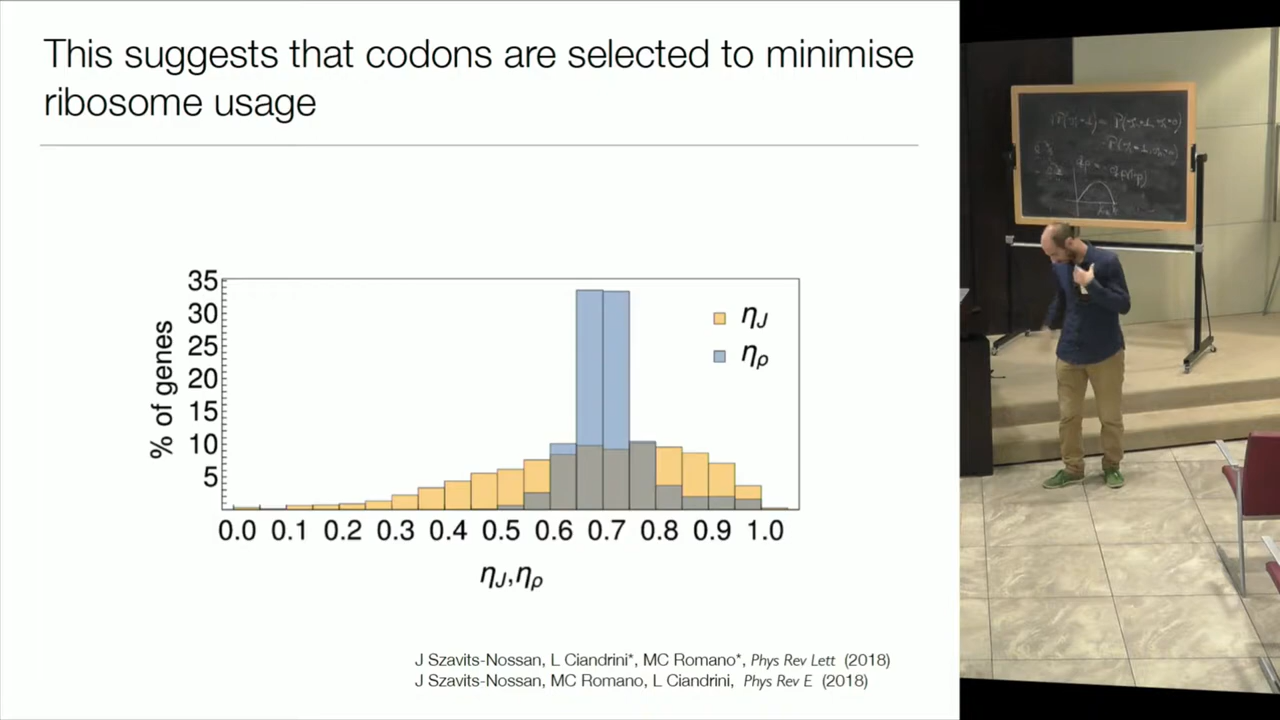 This suggests that codons are selected to minimise
ribosome usage
35
30
25
20
15
10
5
% of genes
η_J
η_ρ
0.0 0.1 0.2 0.3 0.4 0.5 0.6 0.7 0.8 0.9 1.0
η_J,η_ρ
J Szavits-Nossan, L Ciandrini*, MC Romano*, Phys Rev Lett (2018)
J Szavits-Nossan, MC Romano, L Ciandrini, Phys Rev E (2018)